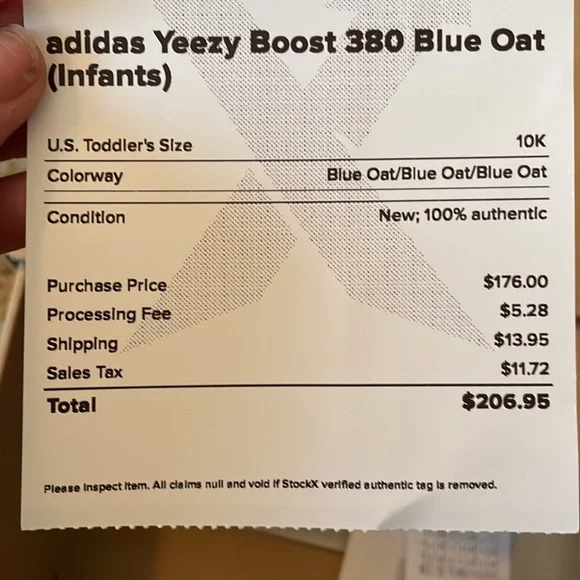 adidas Yeezy Boost 380 Blue Oat
(Infants)
U.S. Toddler's Size 10K
Colorway Blue Oat/Blue Oat/Blue Oat
Condition New; 100% authentic
Purchase Price $176.00
Processing Fee $5.28
Shipping $13.95
Sales Tax $11.72
Total $206.95
Please inspect item. All claims null and void if StockX verified authentic tag is removed.